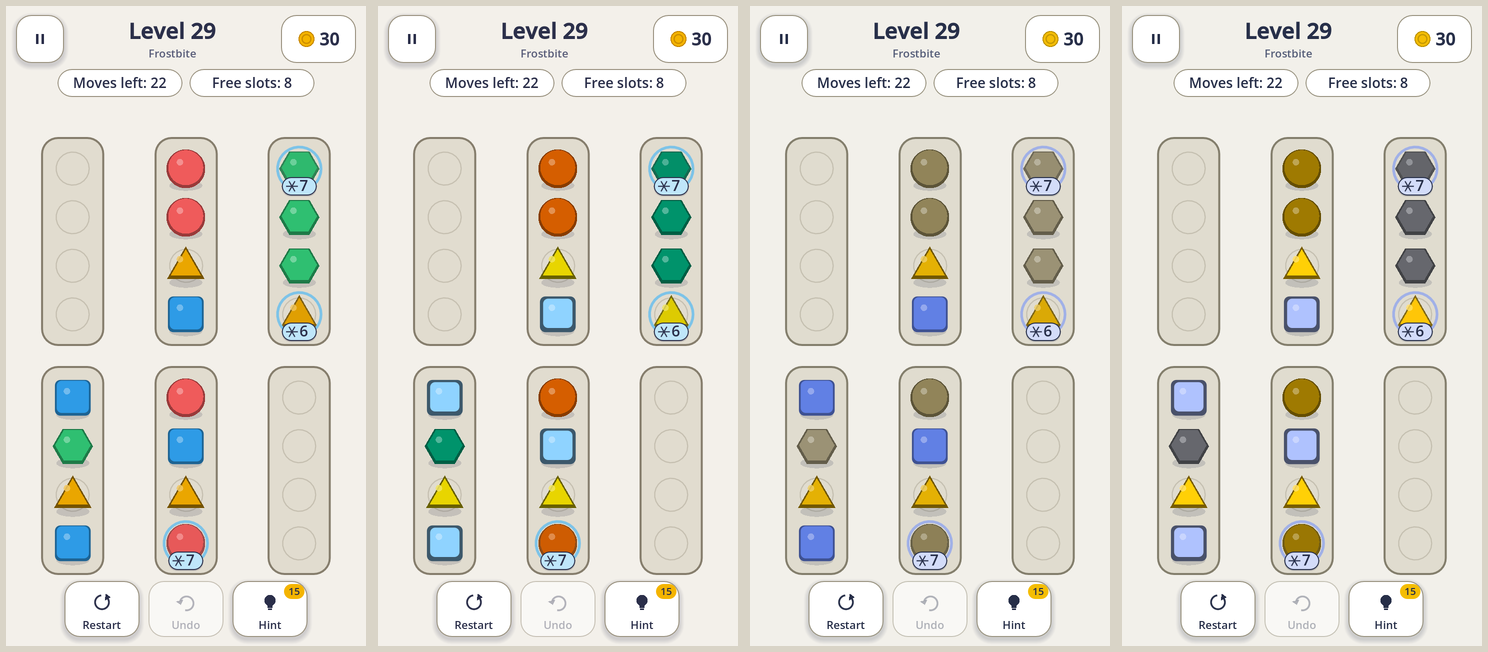 Level 29
30
Frostbite
Moves left: 22
Free slots: 8
7
6
7
Restart
Undo
Hint
15
Level 29
30
Frostbite
Moves left: 22
Free slots: 8
7
6
7
Restart
Undo
Hint
15
Level 29
30
Frostbite
Moves left: 22
Free slots: 8
7
6
7
Restart
Undo
Hint
15
Level 29
30
Frostbite
Moves left: 22
Free slots: 8
7
6
7
Restart
Undo
Hint
15